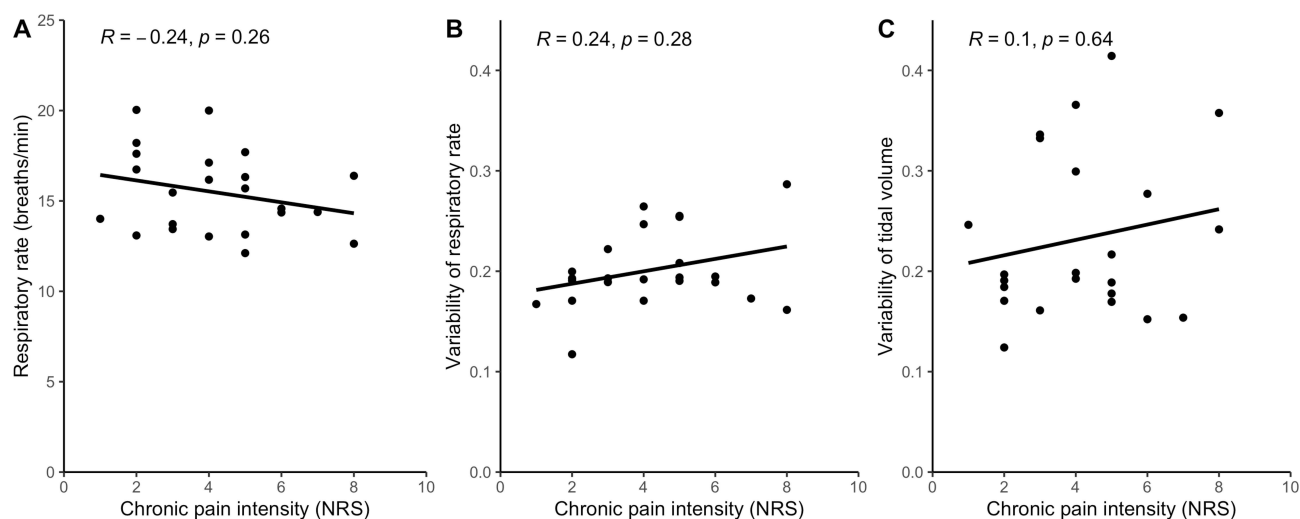 A
R = – 0.24, p = 0.26
25
20
15
10
5
0
Respiratory rate (breaths/min)
0 2 4 6 8 10
Chronic pain intensity (NRS)
B
R = 0.24, p = 0.28
0.4
0.3
0.2
0.1
0.0
Variability of respiratory rate
0 2 4 6 8 10
Chronic pain intensity (NRS)
C
R = 0.1, p = 0.64
0.4
0.3
0.2
0.1
0.0
Variability of tidal volume
0 2 4 6 8 10
Chronic pain intensity (NRS)